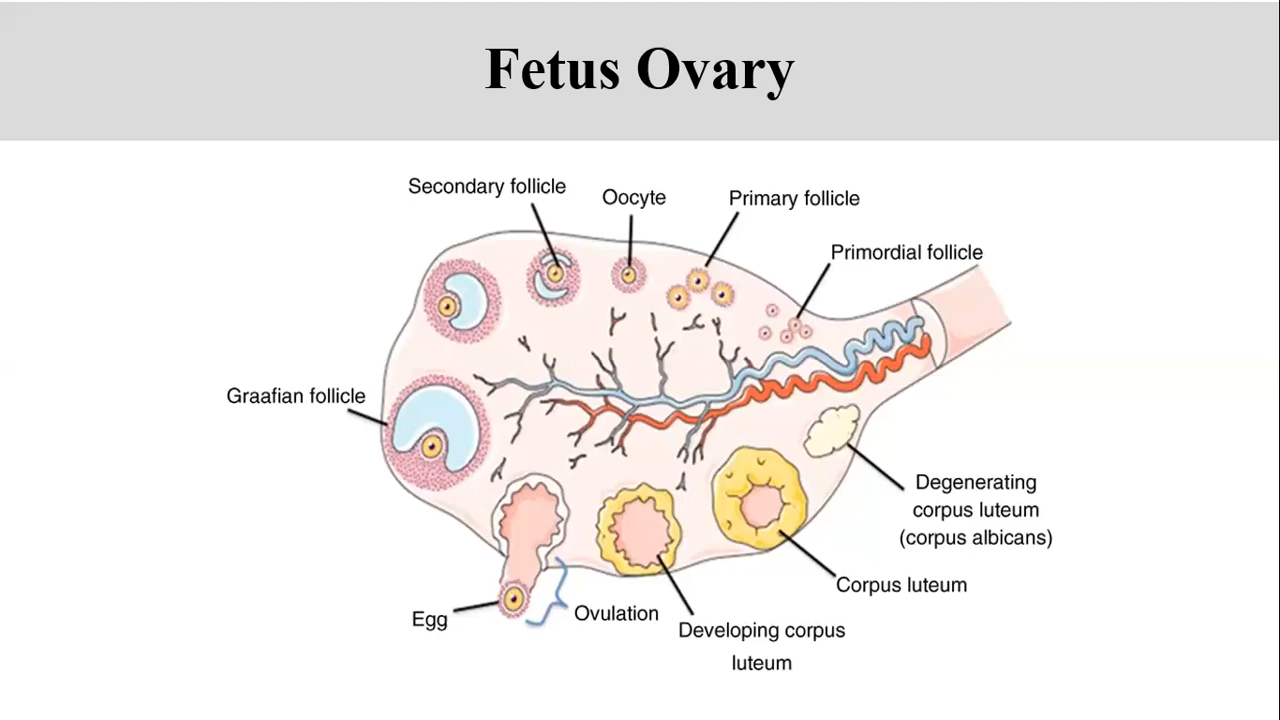 Fetus Ovary
Secondary follicle
Oocyte
Primary follicle
Primordial follicle
Graafian follicle
Degenerating
corpus luteum
(corpus albicans)
Corpus luteum
Egg
Ovulation
Developing corpus
luteum